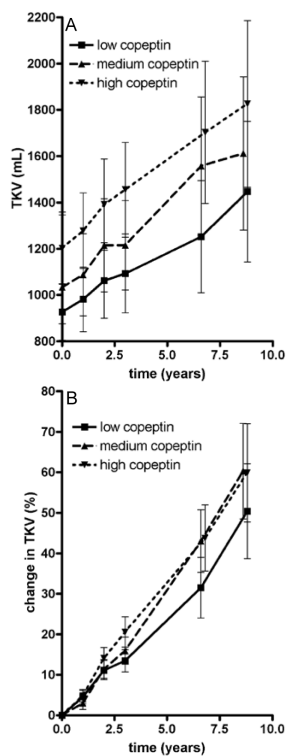 A
low copeptin
medium copeptin
high copeptin
TKV (mL)
2200
2000
1800
1600
1400
1200
1000
800
0.0 2.5 5.0 7.5 10.0
time (years)
B
low copeptin
medium copeptin
high copeptin
change in TKV (%)
80
70
60
50
40
30
20
10
0
0.0 2.5 5.0 7.5 10.0
time (years)